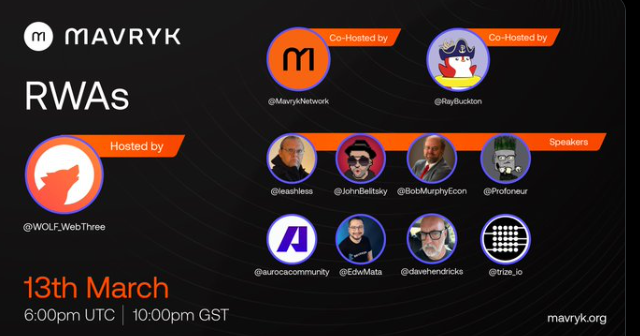 MAVRYK
RWAs
Hosted by
@WOLF_WebThree
Co-Hosted by
@MavrykNetwork
Co-Hosted by
@RayBuckton
Speakers
@leashless
@JohnBelitsky
@BobMurphyEcon
@Profoneur
@aurocacommunity
@EdwMata
@davehendricks
@trize_io
13th March
6:00pm UTC | 10:00pm GST
mavryk.org